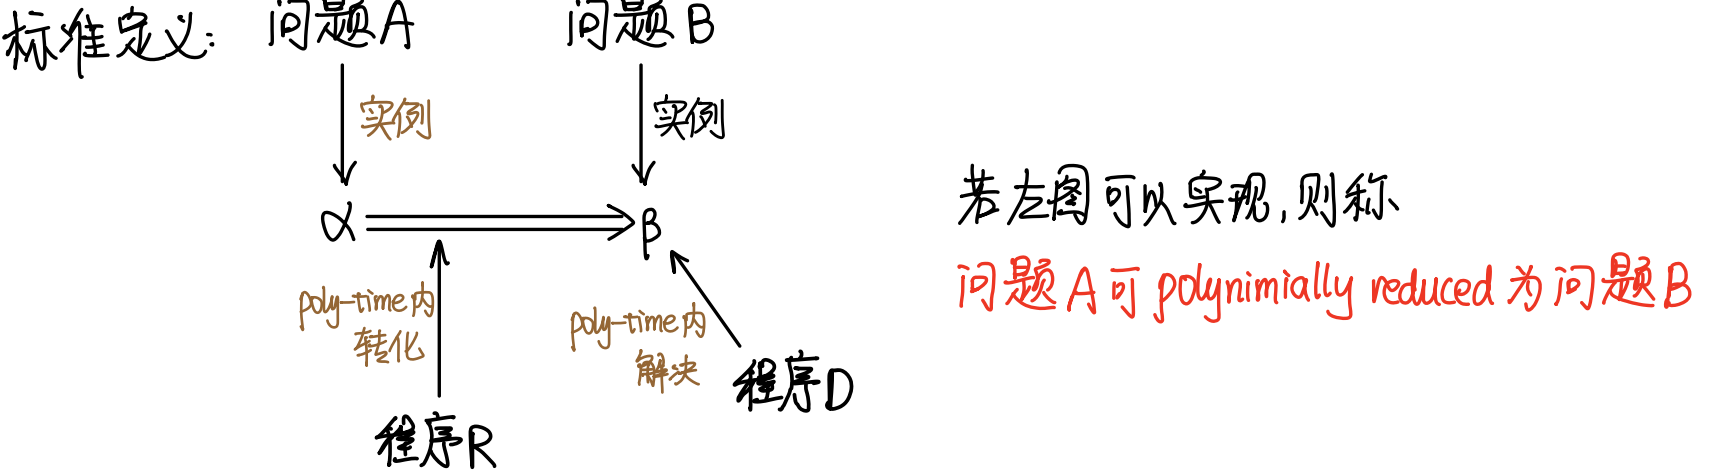 标准定义: 问题A 问题B
实例 实例
α β
若左图可以实现,则称
问题A可polynimially reduced为问题B
poly-time内
转化
poly-time内
解决
程序D
程序R